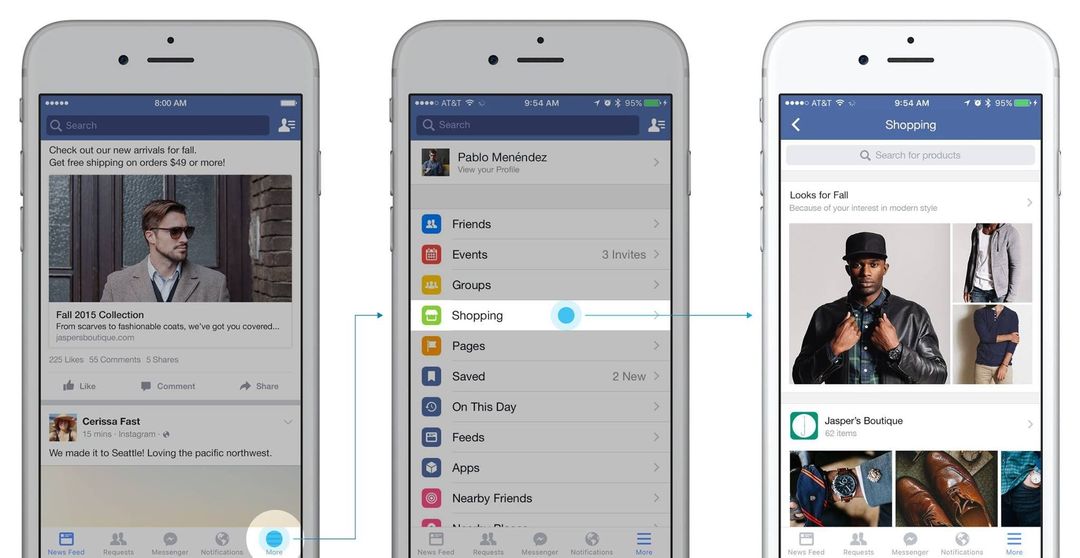 8:00 AM
Search
Check out our new arrivals for fall.
Get free shipping on orders $49 or more!
Fall 2015 Collection
From scarves to fashionable coats, we've got you covered...
jaspersboutique.com
225 Likes 55 Comments 5 Shares
Like Comment Share
Cerissa Fast
15 mins · Instagram ·
We made it to Seattle! Loving the pacific northwest.
News Feed Requests Messenger Notifications More
AT&T 9:54 AM 95%
Search
Pablo Menéndez
View your Profile
Friends
Events 3 Invites
Groups
Shopping
Pages
Saved 2 New
On This Day
Feeds
Apps
Nearby Friends
Nearby Places
News Feed Requests Messenger Notifications More
AT&T 9:54 AM 95%
Shopping
Search for products
Looks for Fall
Because of your interest in modern style
Jasper's Boutique
62 items
News Feed Requests Messenger Notifications More